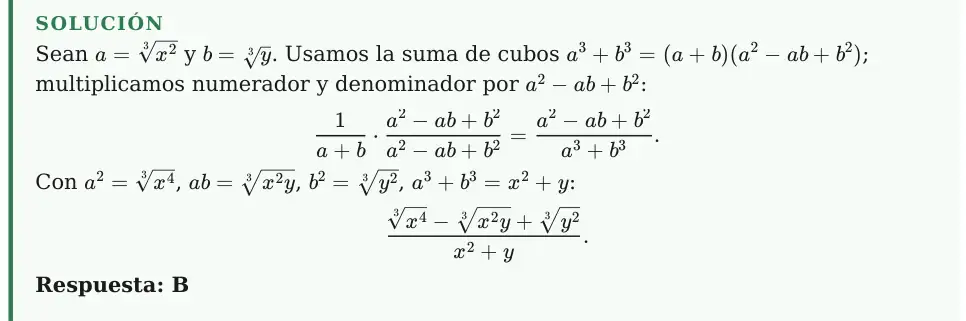 SOLUCIÓN
Sean a = ∛(x²) y b = ∛y. Usamos la suma de cubos a³ + b³ = (a + b)(a² − ab + b²);
multiplicamos numerador y denominador por a² − ab + b²:
1/(a + b) · (a² − ab + b²)/(a² − ab + b²) = (a² − ab + b²)/(a³ + b³).
Con a² = ∛(x⁴), ab = ∛(x²y), b² = ∛(y²), a³ + b³ = x² + y:
(∛(x⁴) − ∛(x²y) + ∛(y²))/(x² + y).
Respuesta: B